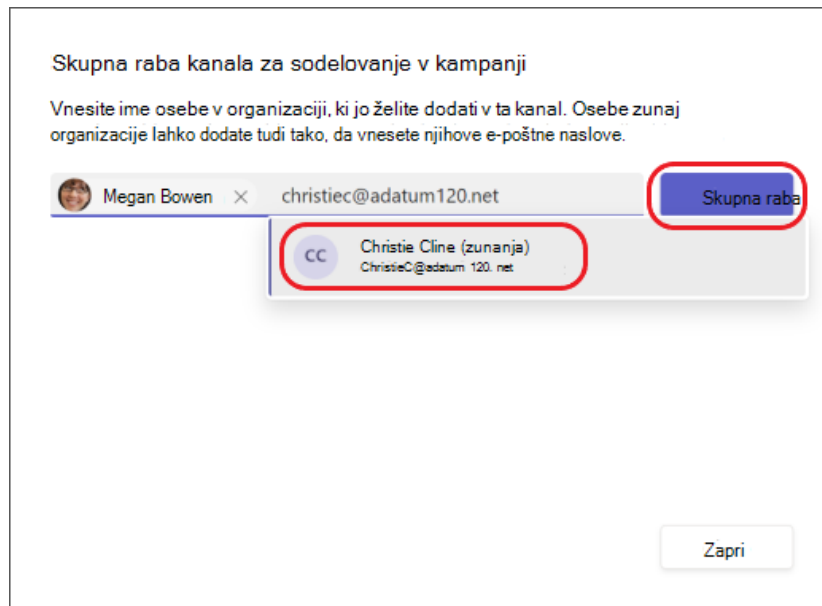 Skupna raba kanala za sodelovanje v kampanji
Vnesite ime osebe v organizaciji, ki jo želite dodati v ta kanal. Osebe zunaj
organizacije lahko dodate tudi tako, da vnesete njihove e-poštne naslove.
Megan Bowen × christiec@adatum120.net Skupna raba
CC Christie Cline (zunanja)
ChristieC@adatum 120. net
Zapri